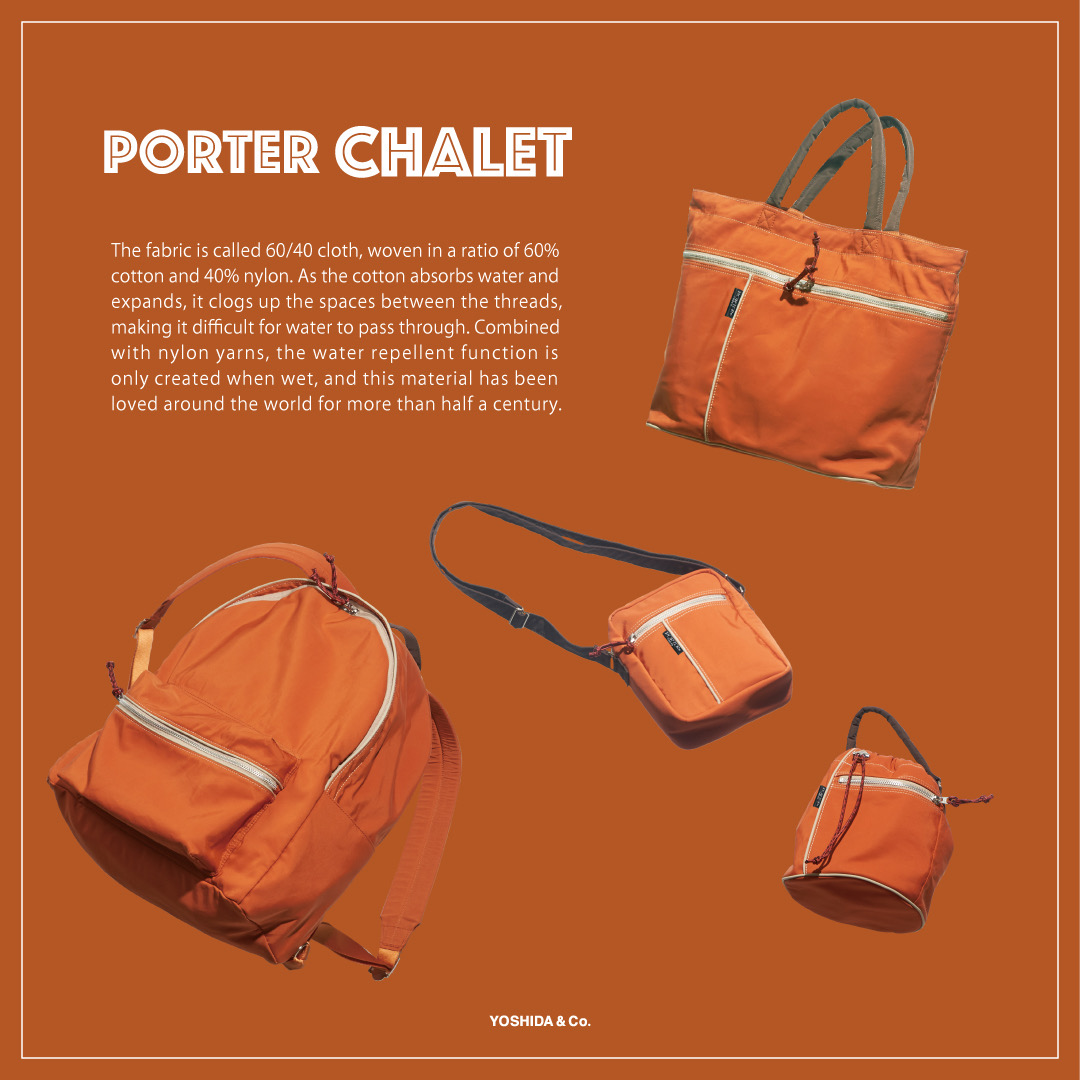 PORTER CHALET
The fabric is called 60/40 cloth, woven in a ratio of 60%
cotton and 40% nylon. As the cotton absorbs water and
expands, it clogs up the spaces between the threads,
making it difficult for water to pass through. Combined
with nylon yarns, the water repellent function is
only created when wet, and this material has been
loved around the world for more than half a century.
YOSHIDA & Co.